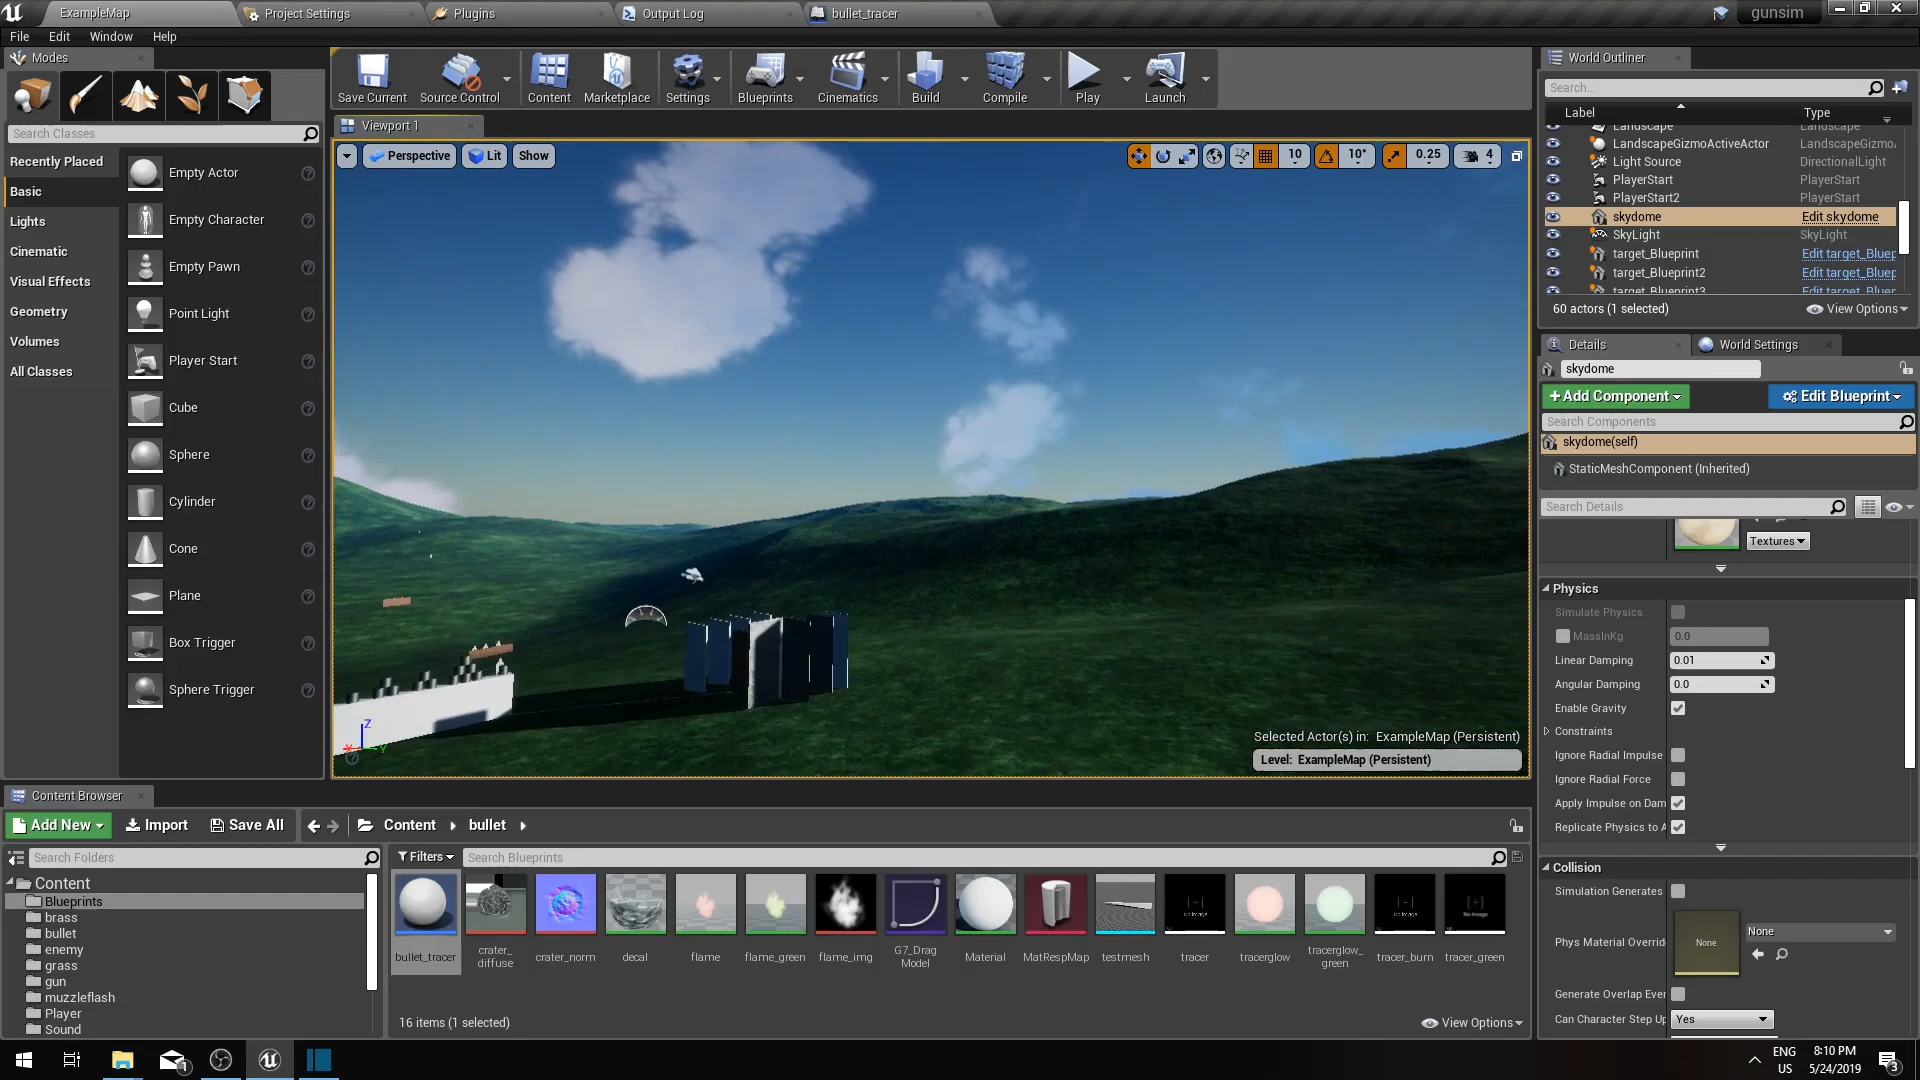 ExampleMap
Project Settings
Plugins
Output Log
bullet_tracer
gunsim
File Edit Window Help
Modes
Save Current
Source Control
Content
Marketplace
Settings
Blueprints
Cinematics
Build
Compile
Play
Launch
World Outliner
Search...
Label
Type
Landscape Landscape
LandscapeGizmoActiveActor LandscapeGizmo
Light Source DirectionalLight
PlayerStart PlayerStart
PlayerStart2 PlayerStart
skydome Edit skydome
SkyLight SkyLight
target_Blueprint Edit target_Bluep
target_Blueprint2 Edit target_Bluep
target_Blueprint3 Edit target_Bluep
60 actors (1 selected)
View Options
Search Classes
Recently Placed
Basic
Lights
Cinematic
Visual Effects
Geometry
Volumes
All Classes
Empty Actor
Empty Character
Empty Pawn
Point Light
Player Start
Cube
Sphere
Cylinder
Cone
Plane
Box Trigger
Sphere Trigger
Viewport 1
Perspective
Lit
Show
10
10°
0.25
4
Z
X
Y
Selected Actor(s) in: ExampleMap (Persistent)
Level: ExampleMap (Persistent)
Details
World Settings
skydome
+Add Component
Edit Blueprint
Search Components
skydome(self)
StaticMeshComponent (Inherited)
Search Details
Textures
Physics
Simulate Physics
MassInKg 0.0
Linear Damping 0.01
Angular Damping 0.0
Enable Gravity
Constraints
Ignore Radial Impulse
Ignore Radial Force
Apply Impulse on Dam
Replicate Physics to A
Collision
Simulation Generates
Phys Material Overrid
None
None
Generate Overlap Ever
Can Character Step Up
Yes
Content Browser
Add New
Import
Save All
Content
bullet
Search Folders
Filters
Search Blueprints
Content
Blueprints
brass
bullet
enemy
grass
gun
muzzleflash
Player
Sound
bullet_tracer
crater_
diffuse
crater_norm
decal
flame
flame_green
flame_img
G7_Drag
Model
Material
MatRespMap
testmesh
tracer
tracerglow
tracerglow_
green
tracer_burn
tracer_green
16 items (1 selected)
View Options
1
ENG
US
8:10 PM
5/24/2019
3